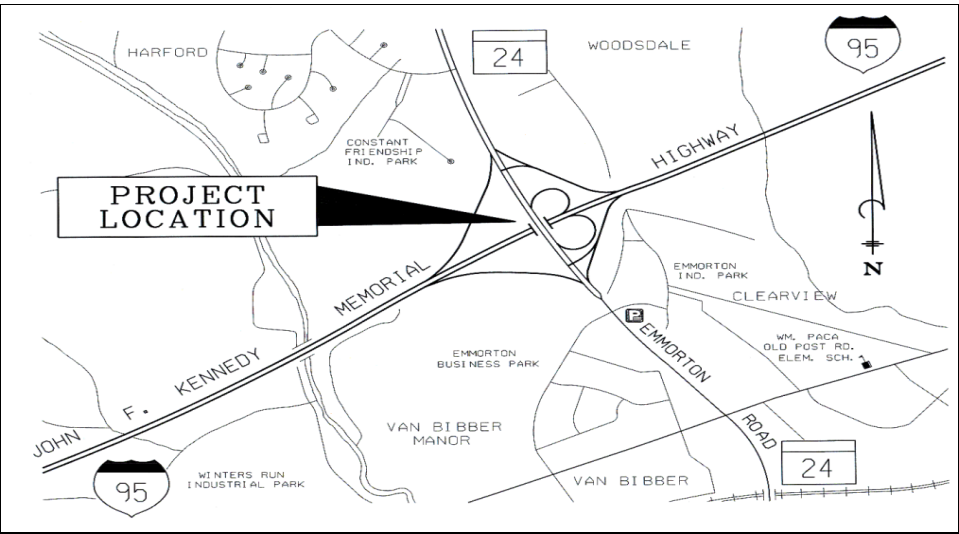 HARFORD
24
WOODSDALE
95
CONSTANT
FRIENDSHIP
IND. PARK
HIGHWAY
PROJECT
LOCATION
N
MEMORIAL
EMMORTON
IND. PARK
CLEARVIEW
P
EMMORTON
WM. PACA
OLD POST RD.
ELEM. SCH.
KENNEDY
EMMORTON
BUSINESS PARK
F.
JOHN
VAN BIBBER
MANOR
ROAD
95
WINTERS RUN
INDUSTRIAL PARK
VAN BIBBER
24